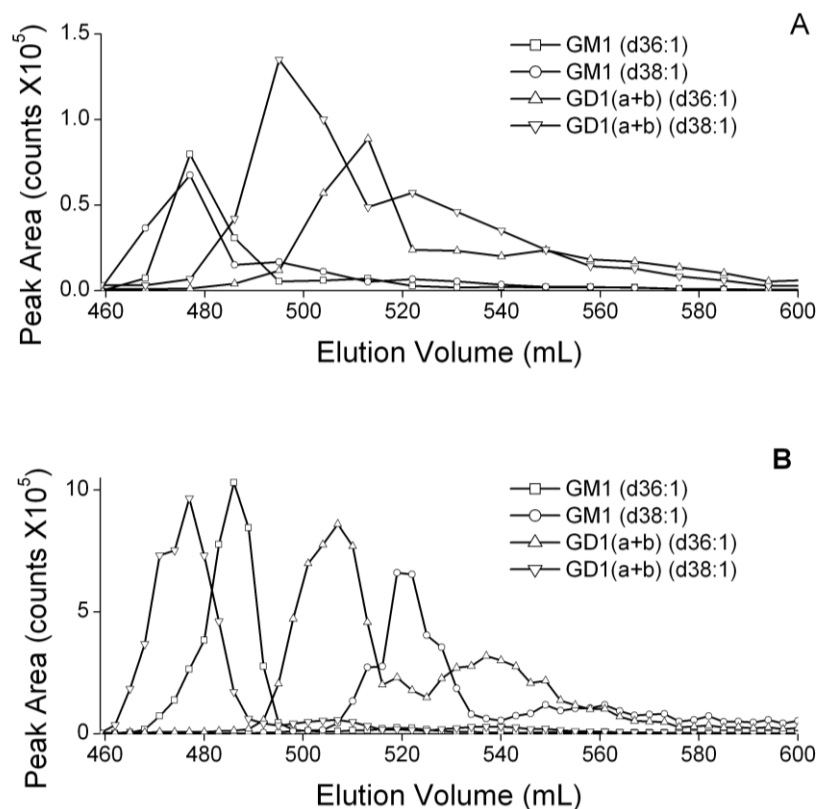 A
1.5
1.0
0.5
0.0
Peak Area (counts X10⁵)
GM1 (d36:1)
GM1 (d38:1)
GD1(a+b) (d36:1)
GD1(a+b) (d38:1)
460 480 500 520 540 560 580 600
Elution Volume (mL)
B
10
5
0
Peak Area (counts X10⁵)
GM1 (d36:1)
GM1 (d38:1)
GD1(a+b) (d36:1)
GD1(a+b) (d38:1)
460 480 500 520 540 560 580 600
Elution Volume (mL)